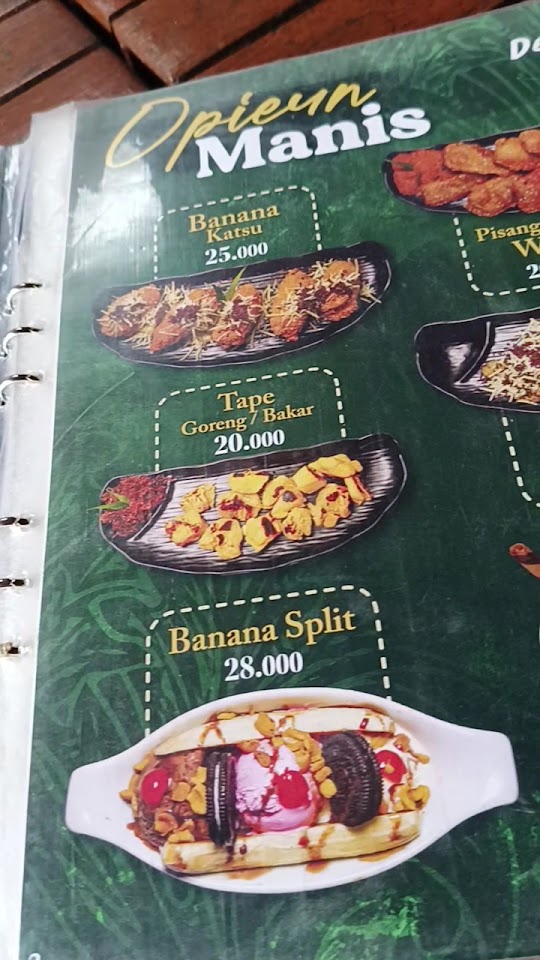 Opieun
Manis
Banana
Katsu
25.000
Tape
Goreng / Bakar
20.000
Banana Split
28.000
Pisang